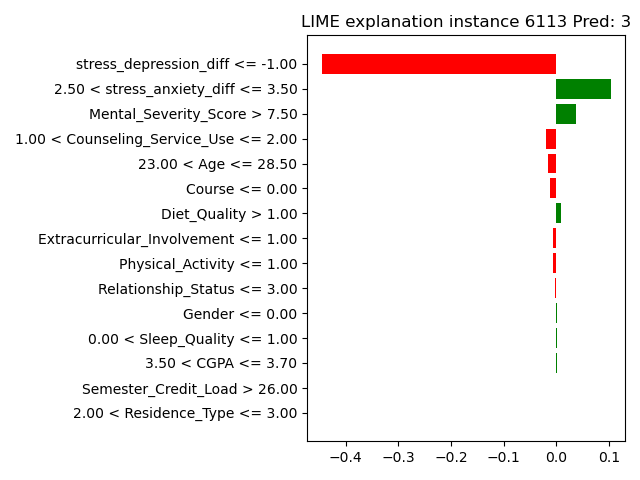 LIME explanation instance 6113 Pred: 3
stress_depression_diff <= -1.00
2.50 < stress_anxiety_diff <= 3.50
Mental_Severity_Score > 7.50
1.00 < Counseling_Service_Use <= 2.00
23.00 < Age <= 28.50
Course <= 0.00
Diet_Quality > 1.00
Extracurricular_Involvement <= 1.00
Physical_Activity <= 1.00
Relationship_Status <= 3.00
Gender <= 0.00
0.00 < Sleep_Quality <= 1.00
3.50 < CGPA <= 3.70
Semester_Credit_Load > 26.00
2.00 < Residence_Type <= 3.00
−0.4 −0.3 −0.2 −0.1 0.0 0.1